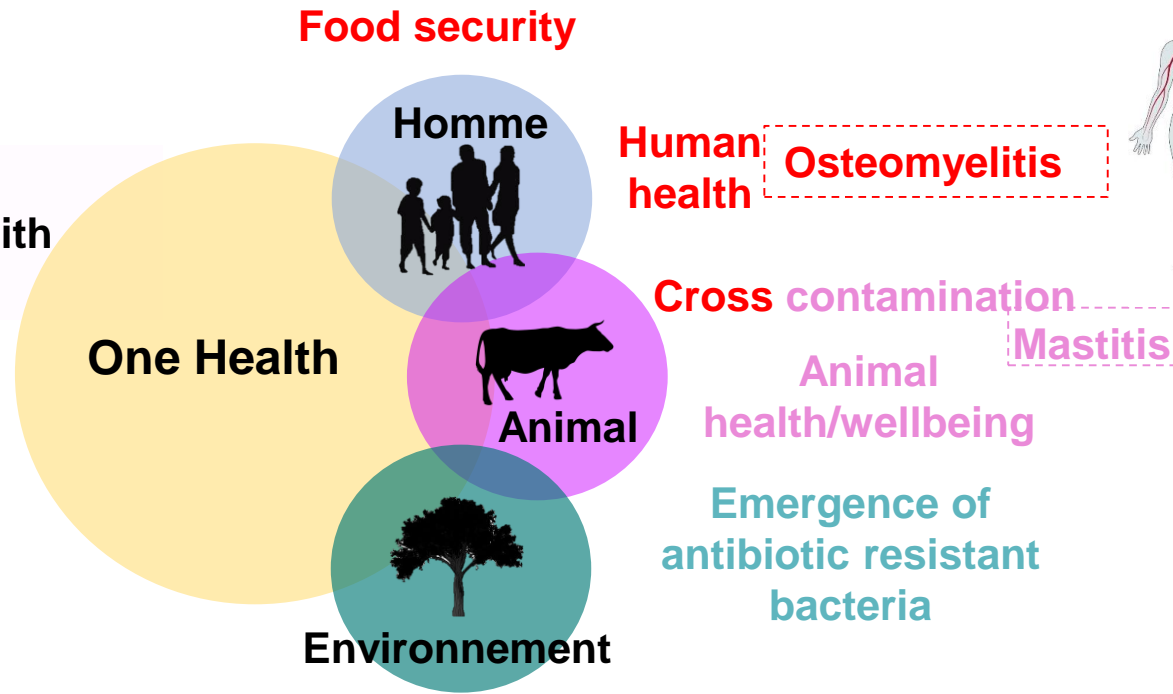 Food security
Homme
Human
health
Osteomyelitis
ith
One Health
Cross contamination
Mastitis
Animal
health/wellbeing
Animal
Emergence of
antibiotic resistant
bacteria
Environnement